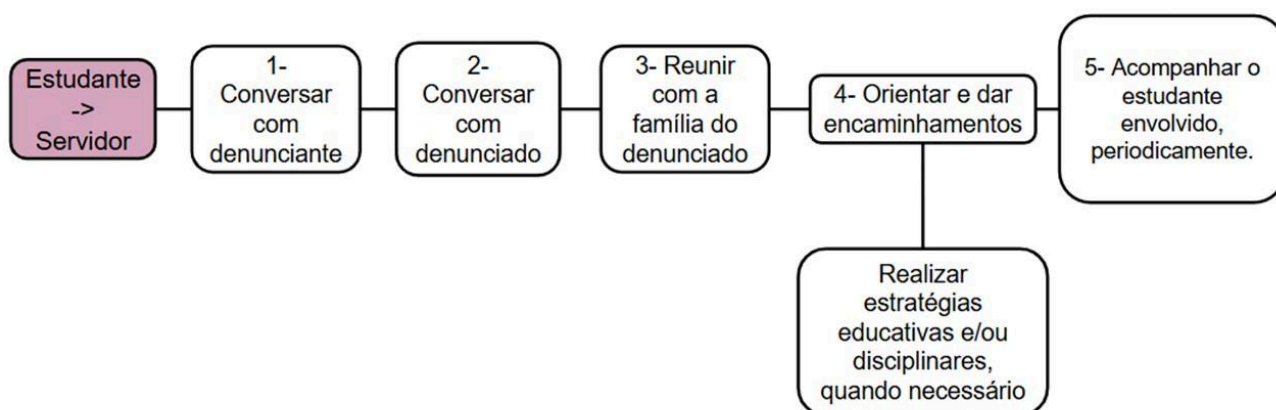 Estudante
->
Servidor
1-
Conversar
com
denunciante
2-
Conversar
com
denunciado
3- Reunir
com a
família do
denunciado
4- Orientar e dar
encaminhamentos
5- Acompanhar o
estudante
envolvido,
periodicamente.
Realizar
estratégias
educativas e/ou
disciplinares,
quando necessário